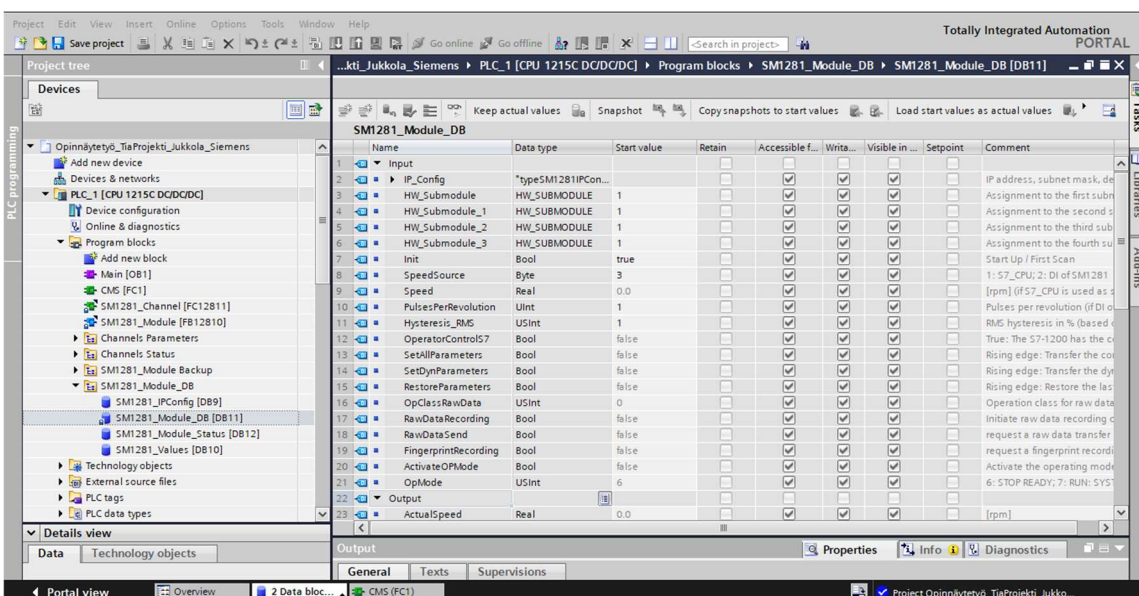 Project Edit View Insert Online Options Tools Window Help
Totally Integrated Automation
PORTAL
Save project Go online Go offline <Search in project>
Project tree
...kti_Jukkola_Siemens PLC_1 [CPU 1215C DC/DC/DC] Program blocks SM1281_Module_DB SM1281_Module_DB [DB11]
Devices
Keep actual values Snapshot Copy snapshots to start values Load start values as actual values
SM1281_Module_DB
Name Data type Start value Retain Accessible f... Writa... Visible in ... Setpoint Comment
1 Input
2 IP_Config "typeSM1281IPCon... IP address, subnet mask, de
3 HW_Submodule HW_SUBMODULE 1 Assignment to the first subn
4 HW_Submodule_1 HW_SUBMODULE 1 Assignment to the second s
5 HW_Submodule_2 HW_SUBMODULE 1 Assignment to the third sub
6 HW_Submodule_3 HW_SUBMODULE 1 Assignment to the fourth su
7 Init Bool true Start Up / First Scan
8 SpeedSource Byte 3 1: S7_CPU; 2: DI of SM1281
9 Speed Real 0.0 [rpm] (if S7_CPU is used as s
10 PulsesPerRevolution UInt 1 Pulses per revolution (if DI o
11 Hysteresis_RMS USInt 1 RMS hysteresis in % (based o
12 OperatorControlS7 Bool false True: The S7-1200 has the co
13 SetAllParameters Bool false Rising edge: Transfer the con
14 SetDynParameters Bool false Rising edge: Transfer the dyn
15 RestoreParameters Bool false Rising edge: Restore the las
16 OpClassRawData USInt 0 Operation class for raw data
17 RawDataRecording Bool false Initiate raw data recording o
18 RawDataSend Bool false request a raw data transfer
19 FingerprintRecording Bool false request a fingerprint recordi
20 ActivateOPMode Bool false Activate the operating mode
21 OpMode USInt 6 6: STOP READY; 7: RUN: SYST
22 Output
23 ActualSpeed Real 0.0 [rpm]
Opinnäytetyö_TiaProjekti_Jukkola_Siemens
Add new device
Devices & networks
PLC_1 [CPU 1215C DC/DC/DC]
Device configuration
Online & diagnostics
Program blocks
Add new block
Main [OB1]
CMS [FC1]
SM1281_Channel [FC12811]
SM1281_Module [FB12810]
Channels Parameters
Channels Status
SM1281_Module Backup
SM1281_Module_DB
SM1281_IPConfig [DB9]
SM1281_Module_DB [DB11]
SM1281_Module_Status [DB12]
SM1281_Values [DB10]
Technology objects
External source files
PLC tags
PLC data types
Details view
Data Technology objects
PLC programming
Tasks
Libraries
Add-ins
Output Properties Info Diagnostics
General Texts Supervisions
Portal view Overview 2 Data bloc... CMS (FC1) Project Opinnäytetyö_TiaProjekti_Jukko...